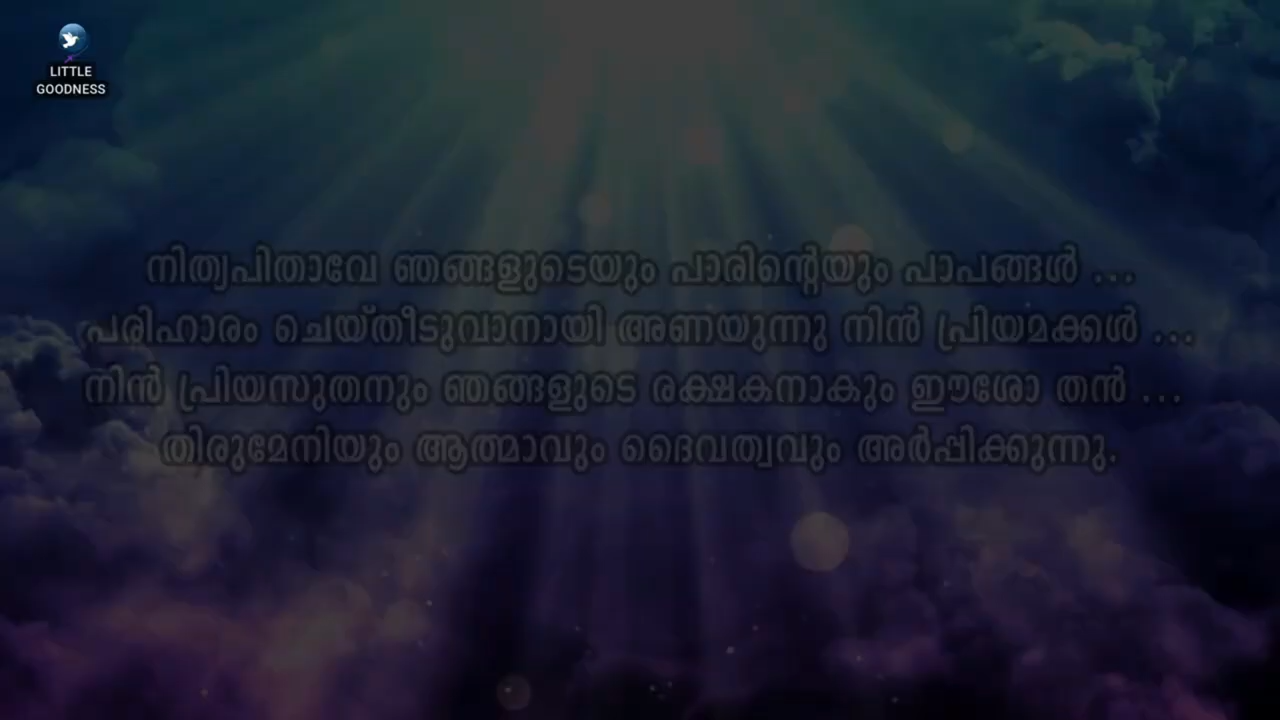 LITTLE
GOODNESS
നിത്യപിതാവേ ഞങ്ങളുടെയും പാരിന്റെയും പാപങ്ങൾ ...
പരിഹാരം ചെയ്തീടുവാനായി അണയുന്നു നിൻ പ്രിയമക്കൾ ...
നിൻ പ്രിയസുതനും ഞങ്ങളുടെ രക്ഷകനാകും ഈശോ തൻ ...
തിരുമേനിയും ആത്മാവും ദൈവത്വവും അർപ്പിക്കുന്നു.